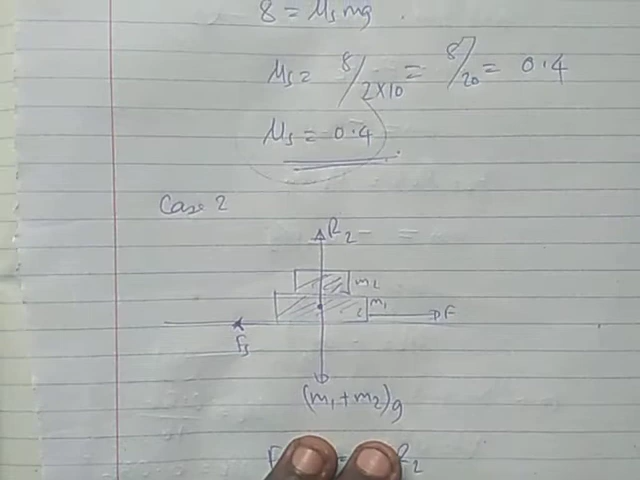 8 = μs mg.
μs = 8/2×10 = 8/20 = 0.4
μs = 0.4
Case 2
R2 - =
m2
m1
F
Fs
(m1+m2)g
F = R2